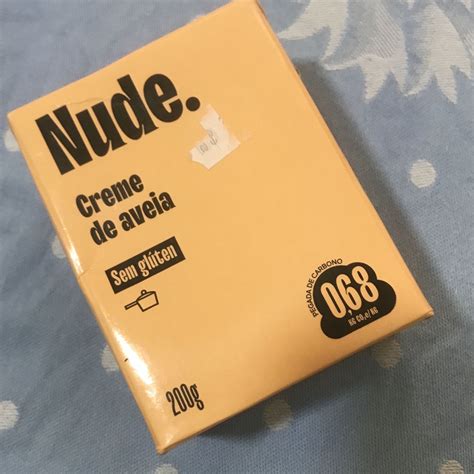 Nude.
Creme
de aveia
Sem glúten
PEGADA DE CARBONO
0,68
KG CO₂e/KG
200g